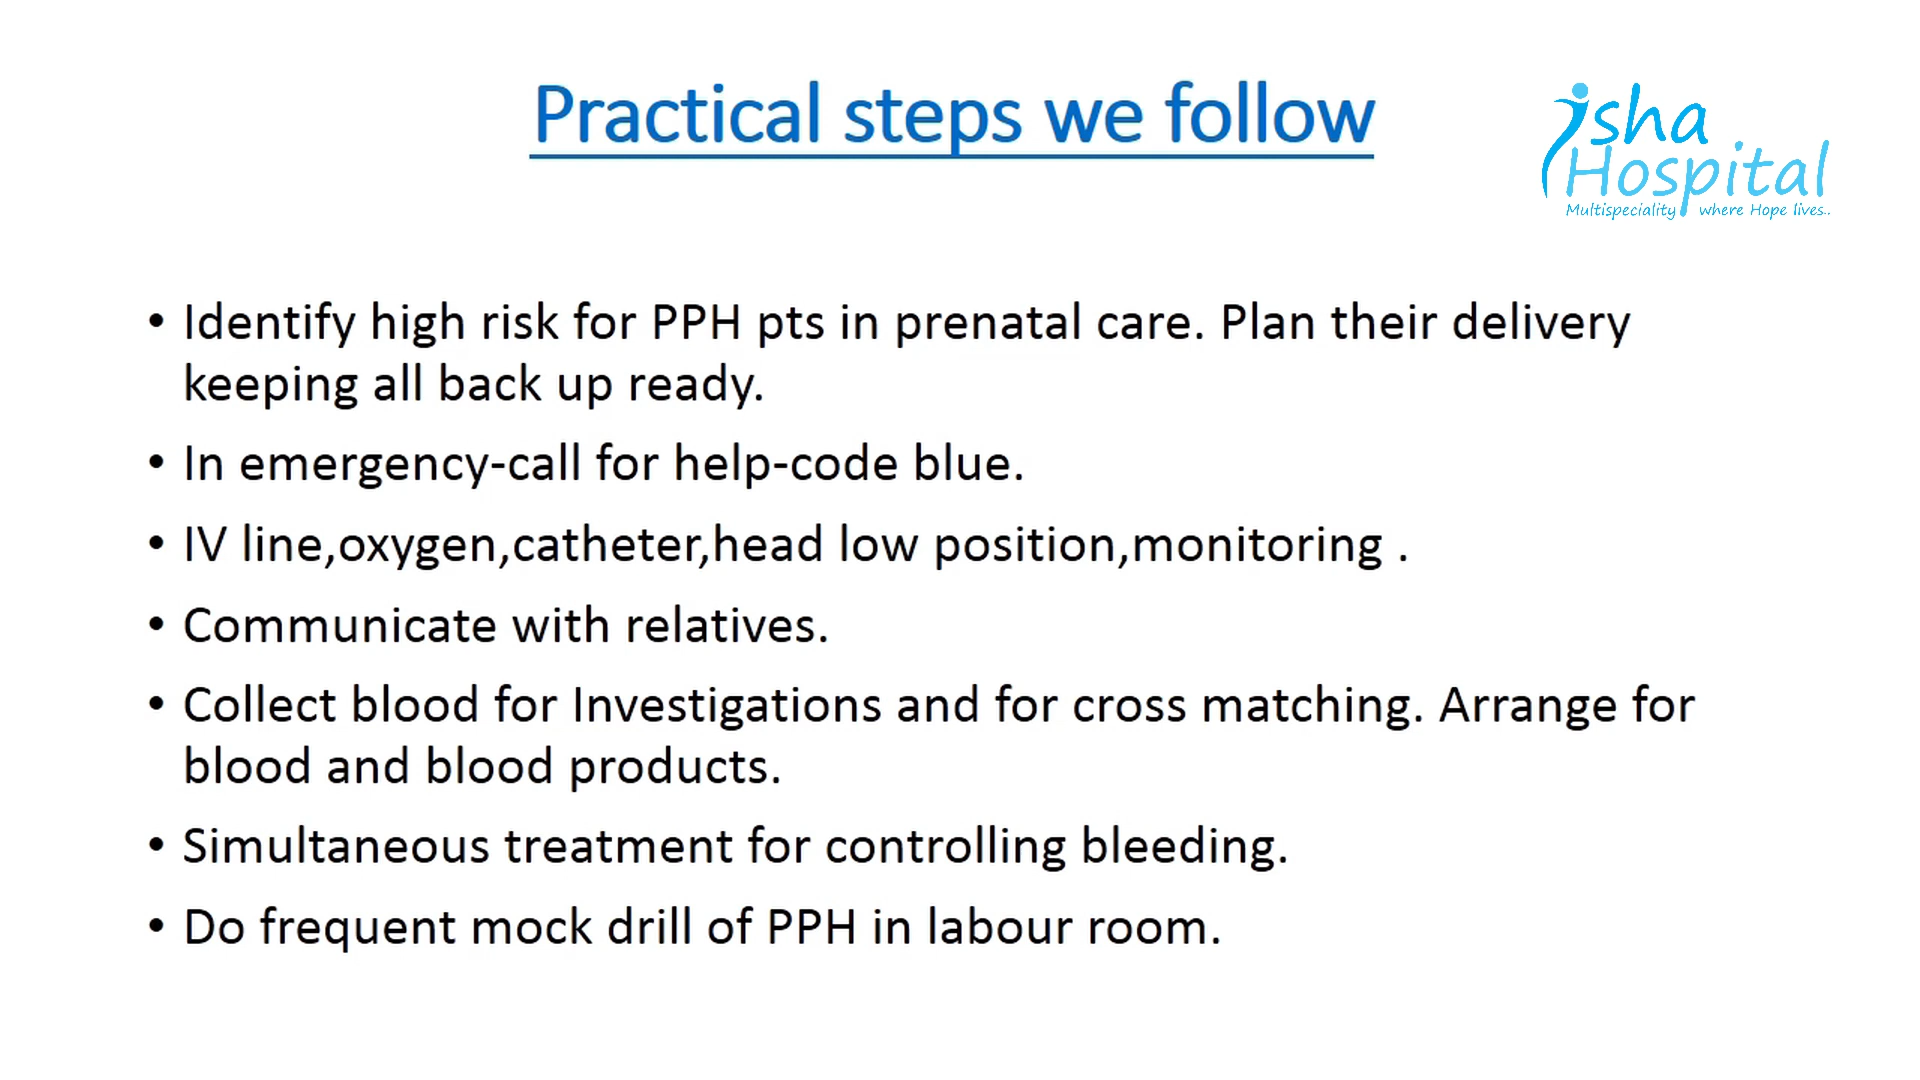 Practical steps we follow
isha
Hospital
Multispeciality where Hope lives..
• Identify high risk for PPH pts in prenatal care. Plan their delivery
keeping all back up ready.
• In emergency-call for help-code blue.
• IV line,oxygen,catheter,head low position,monitoring .
• Communicate with relatives.
• Collect blood for Investigations and for cross matching. Arrange for
blood and blood products.
• Simultaneous treatment for controlling bleeding.
• Do frequent mock drill of PPH in labour room.